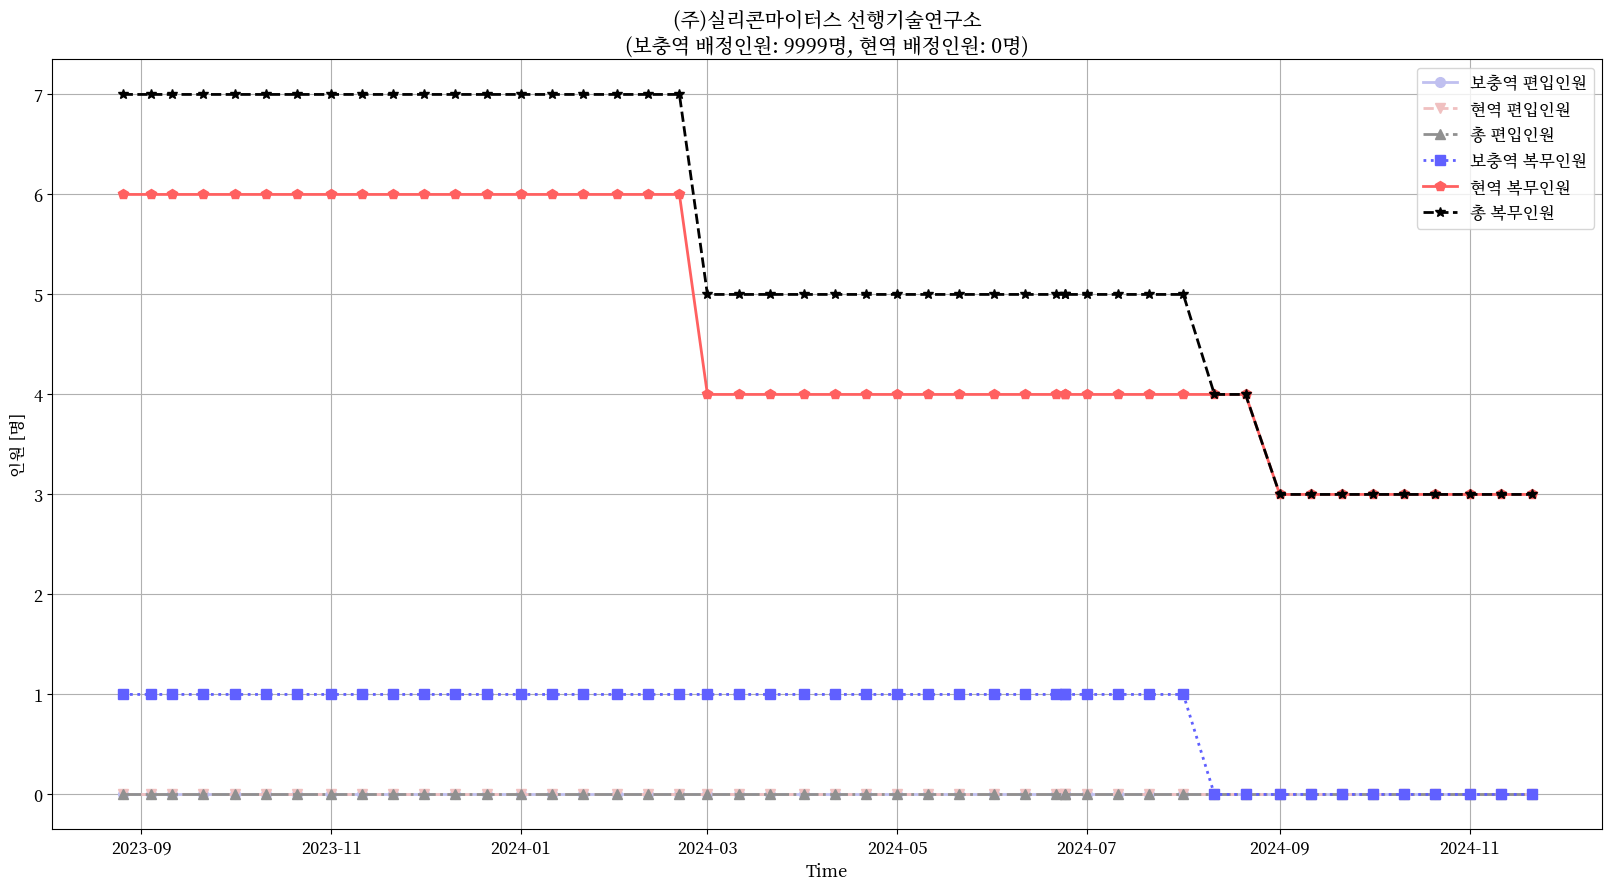 (주)실리콘마이터스 선행기술연구소
(보충역 배정인원: 9999명, 현역 배정인원: 0명)
보충역 편입인원
현역 편입인원
총 편입인원
보충역 복무인원
현역 복무인원
총 복무인원
인원 [명]
7
6
5
4
3
2
1
0
2023-09
2023-11
2024-01
2024-03
2024-05
2024-07
2024-09
2024-11
Time